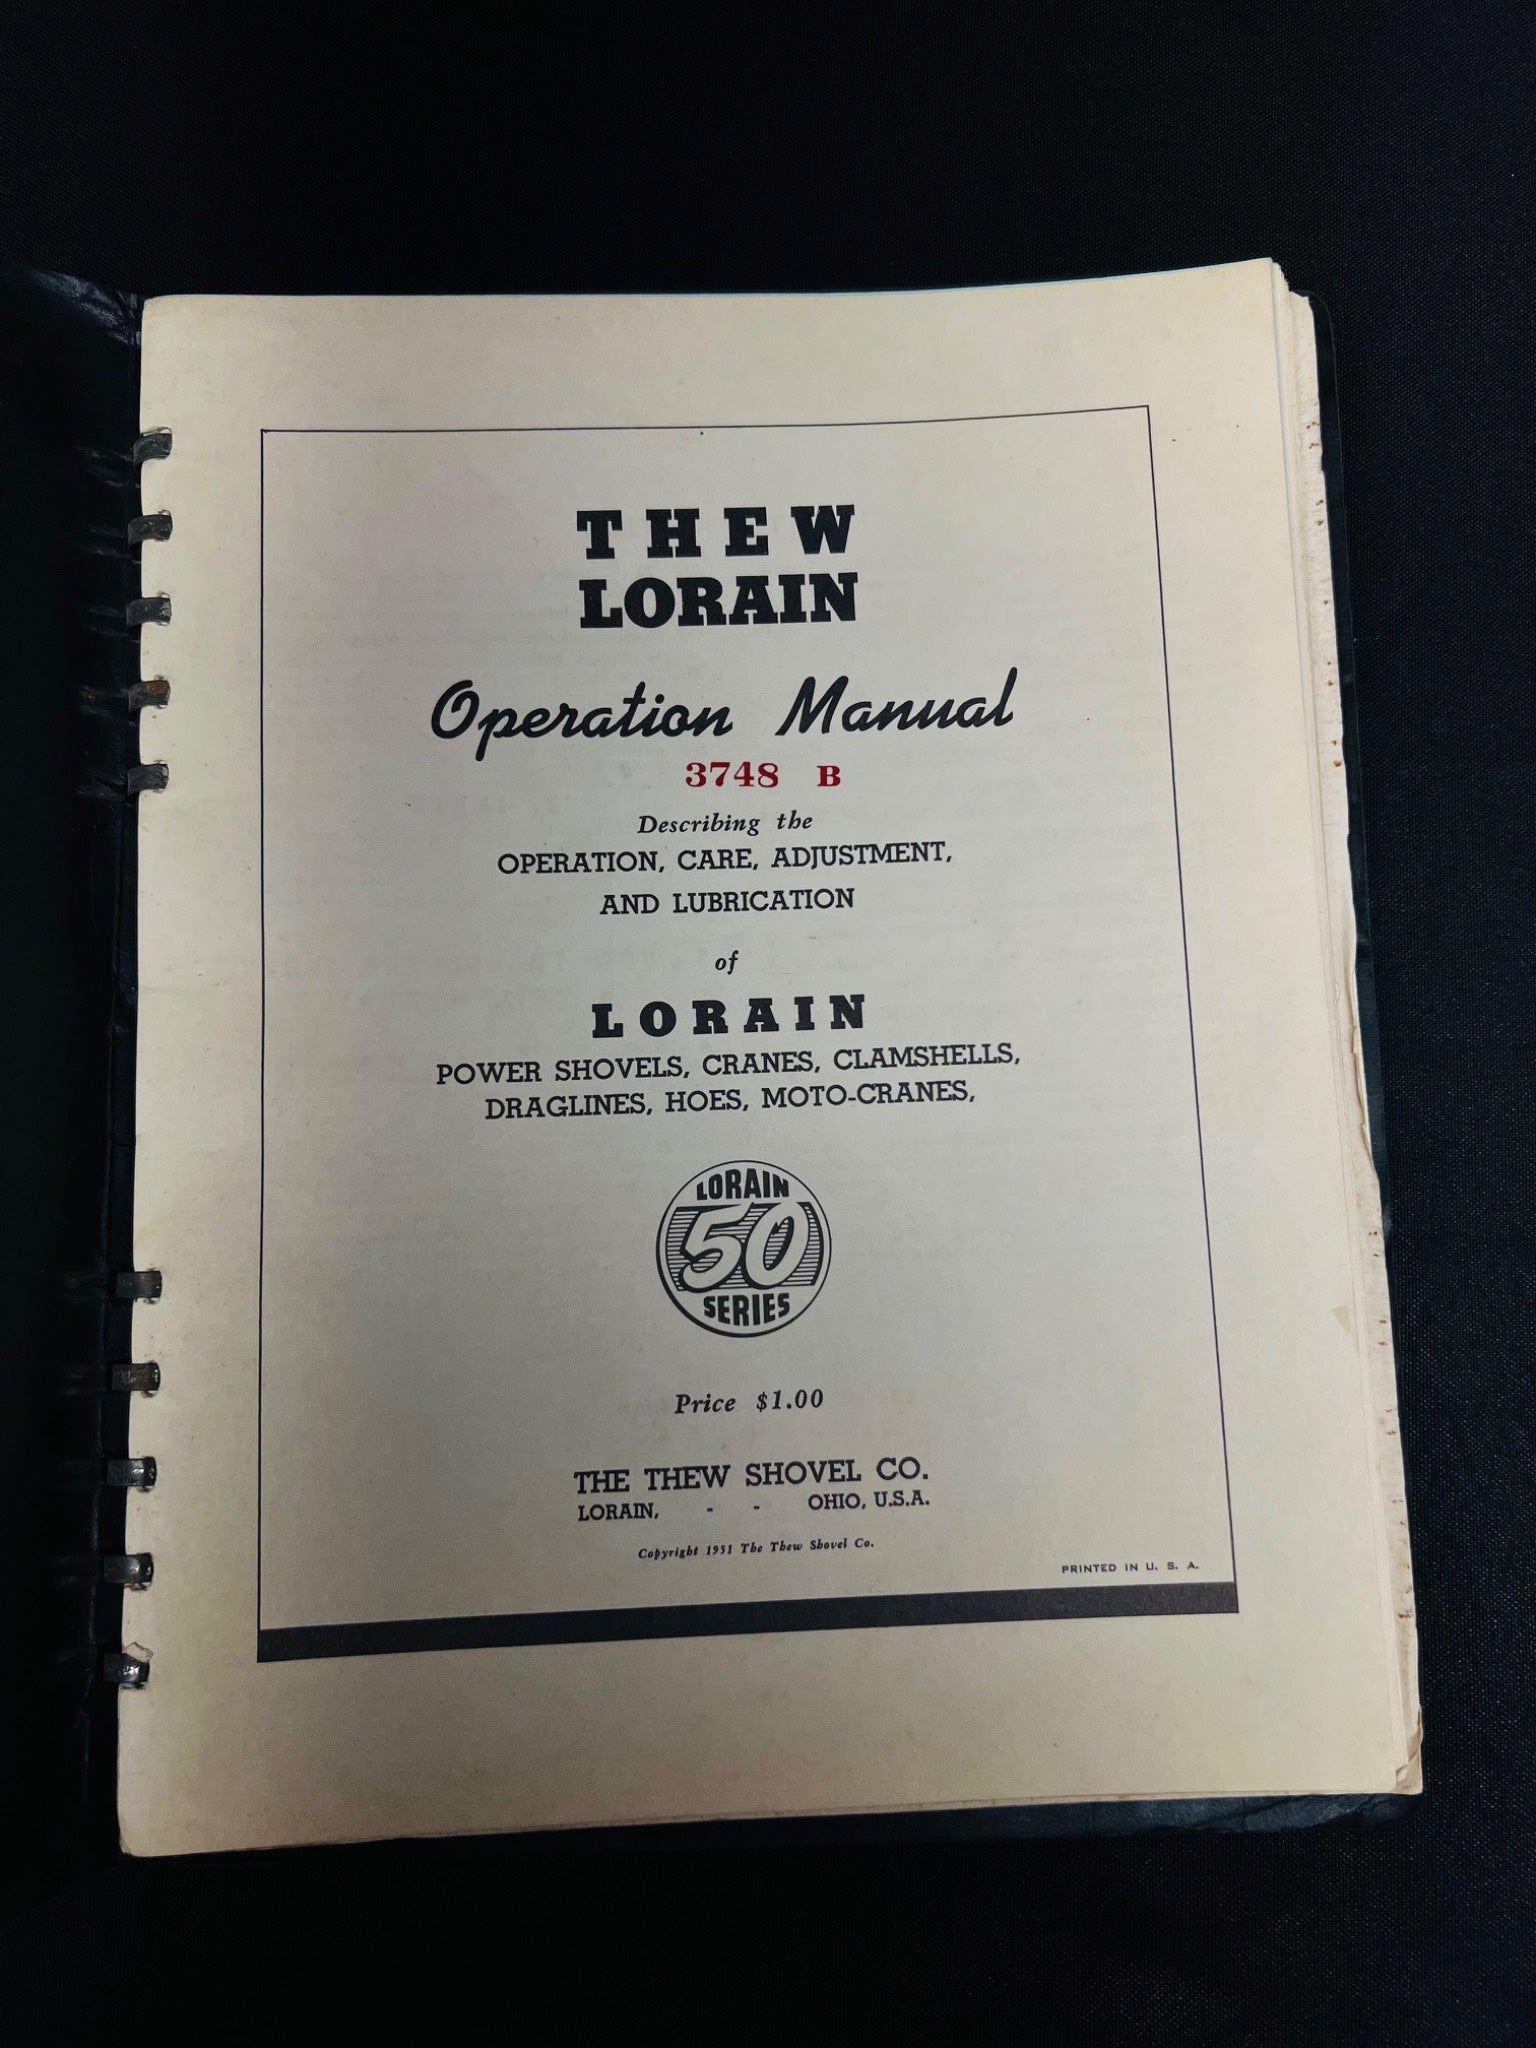 THEW
LORAIN
Operation Manual
3748 B
Describing the
OPERATION, CARE, ADJUSTMENT,
AND LUBRICATION
of
LORAIN
POWER SHOVELS, CRANES, CLAMSHELLS,
DRAGLINES, HOES, MOTO-CRANES,
LORAIN
50
SERIES
Price $1.00
THE THEW SHOVEL CO.
LORAIN, - - OHIO, U.S.A.
Copyright 1951 The Thew Shovel Co.
PRINTED IN U. S. A.